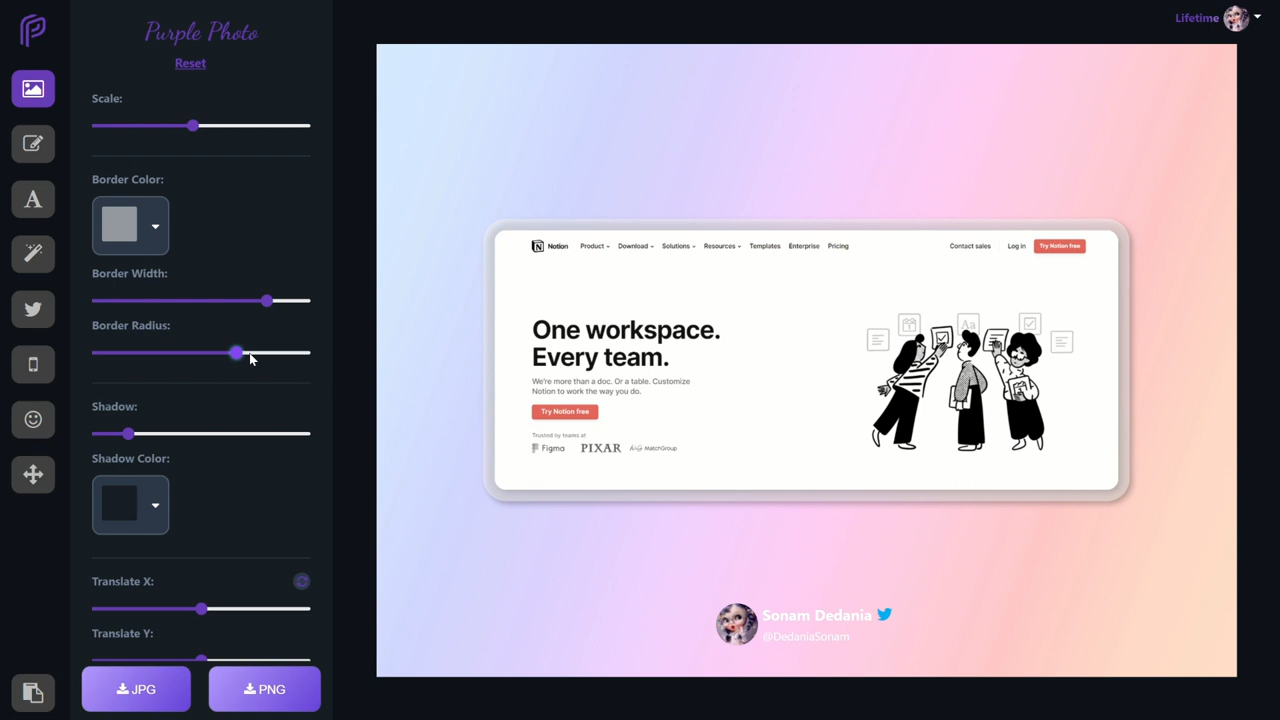 Purple Photo
Reset
Scale:
Border Color:
Border Width:
Border Radius:
Shadow:
Shadow Color:
Translate X:
Translate Y:
JPG
PNG
Lifetime
Notion Product Download Solutions Resources Templates Enterprise Pricing Contact sales Log in Try Notion free
One workspace.
Every team.
We're more than a doc. Or a table. Customize
Notion to work the way you do.
Try Notion free
Trusted by teams at
Figma PIXAR MatchGroup
Aa
Sonam Dedania
@DedaniaSonam